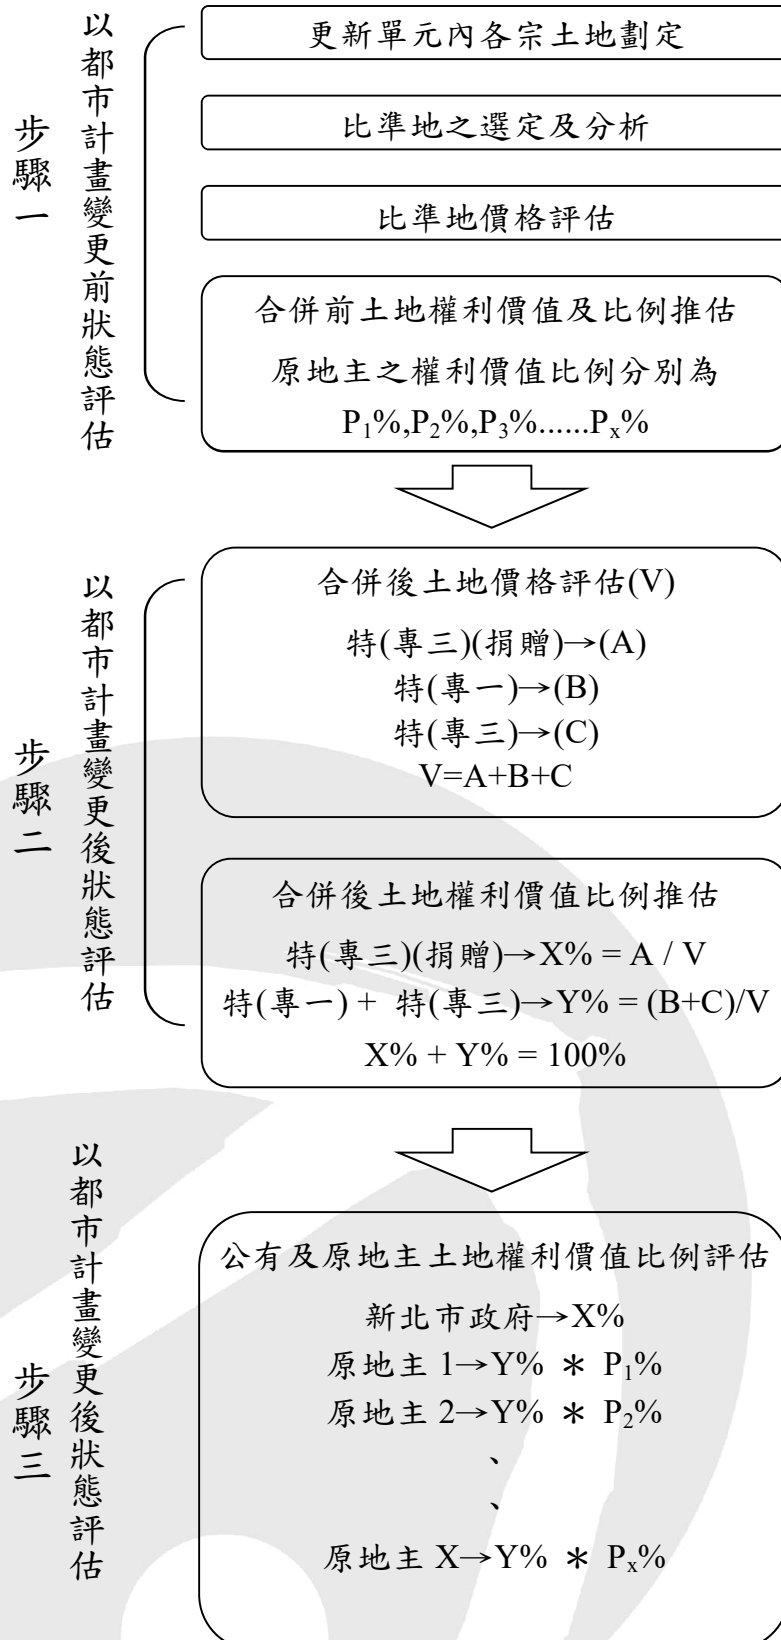 步驟一
以都市計畫變更前狀態評估
更新單元內各宗土地劃定
比準地之選定及分析
比準地價格評估
合併前土地權利價值及比例推估
原地主之權利價值比例分別為
P₁%,P₂%,P₃%......Pₓ%
步驟二
以都市計畫變更後狀態評估
合併後土地價格評估(V)
特(專三)(捐贈)→(A)
特(專一)→(B)
特(專三)→(C)
V=A+B+C
合併後土地權利價值比例推估
特(專三)(捐贈)→X% = A / V
特(專一) + 特(專三)→Y% = (B+C)/V
X% + Y% = 100%
步驟三
以都市計畫變更後狀態評估
公有及原地主土地權利價值比例評估
新北市政府→X%
原地主 1→Y% ＊ P₁%
原地主 2→Y% ＊ P₂%
、
、
原地主 X→Y% ＊ Pₓ%